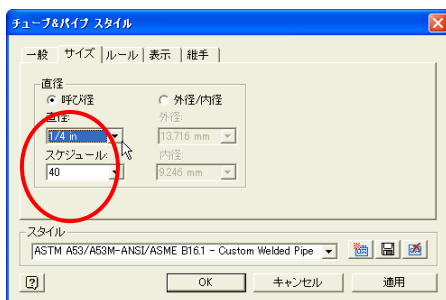 チューブ&パイプ スタイル
一般 サイズ ルール 表示 継手
直径
呼び径 外径/内径
直径: 外径:
1/4 in 13.716 mm
スケジュール: 内径:
40 9.246 mm
スタイル
ASTM A53/A53M-ANSI/ASME B16.1 - Custom Welded Pipe
OK キャンセル 適用